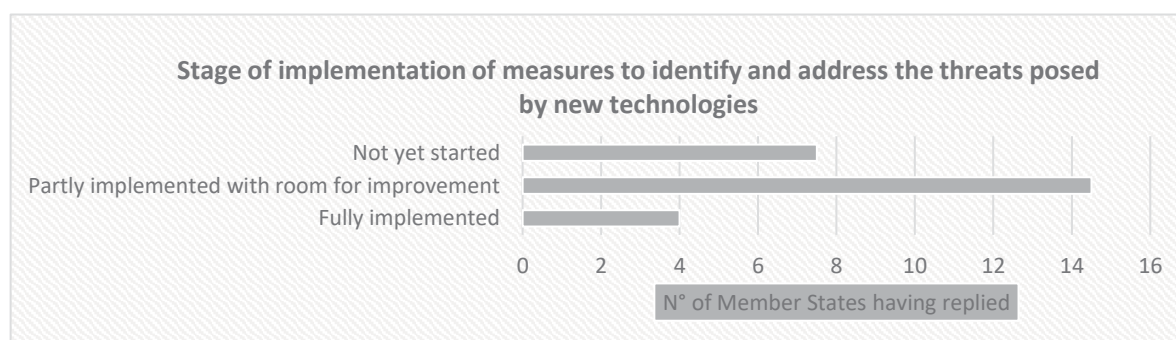 Stage of implementation of measures to identify and address the threats posed
by new technologies
Not yet started
Partly implemented with room for improvement
Fully implemented
0 2 4 6 8 10 12 14 16
N° of Member States having replied